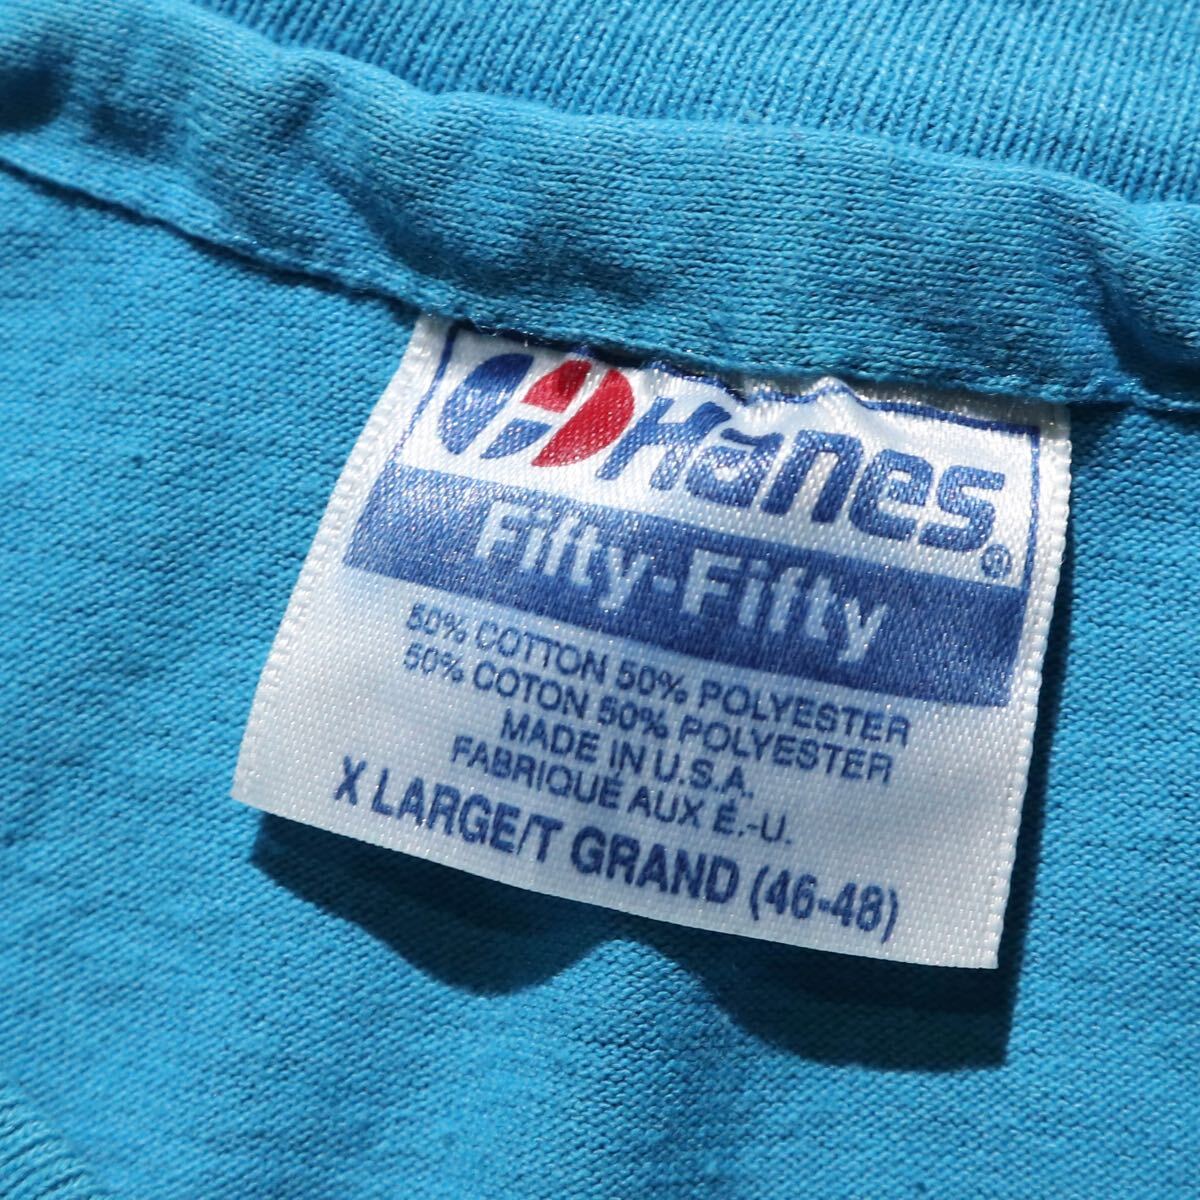 Hanes®
Fifty-Fifty
50% COTTON 50% POLYESTER
50% COTON 50% POLYESTER
MADE IN U.S.A.
FABRIQUÉ AUX É.-U.
X LARGE/T GRAND (46-48)